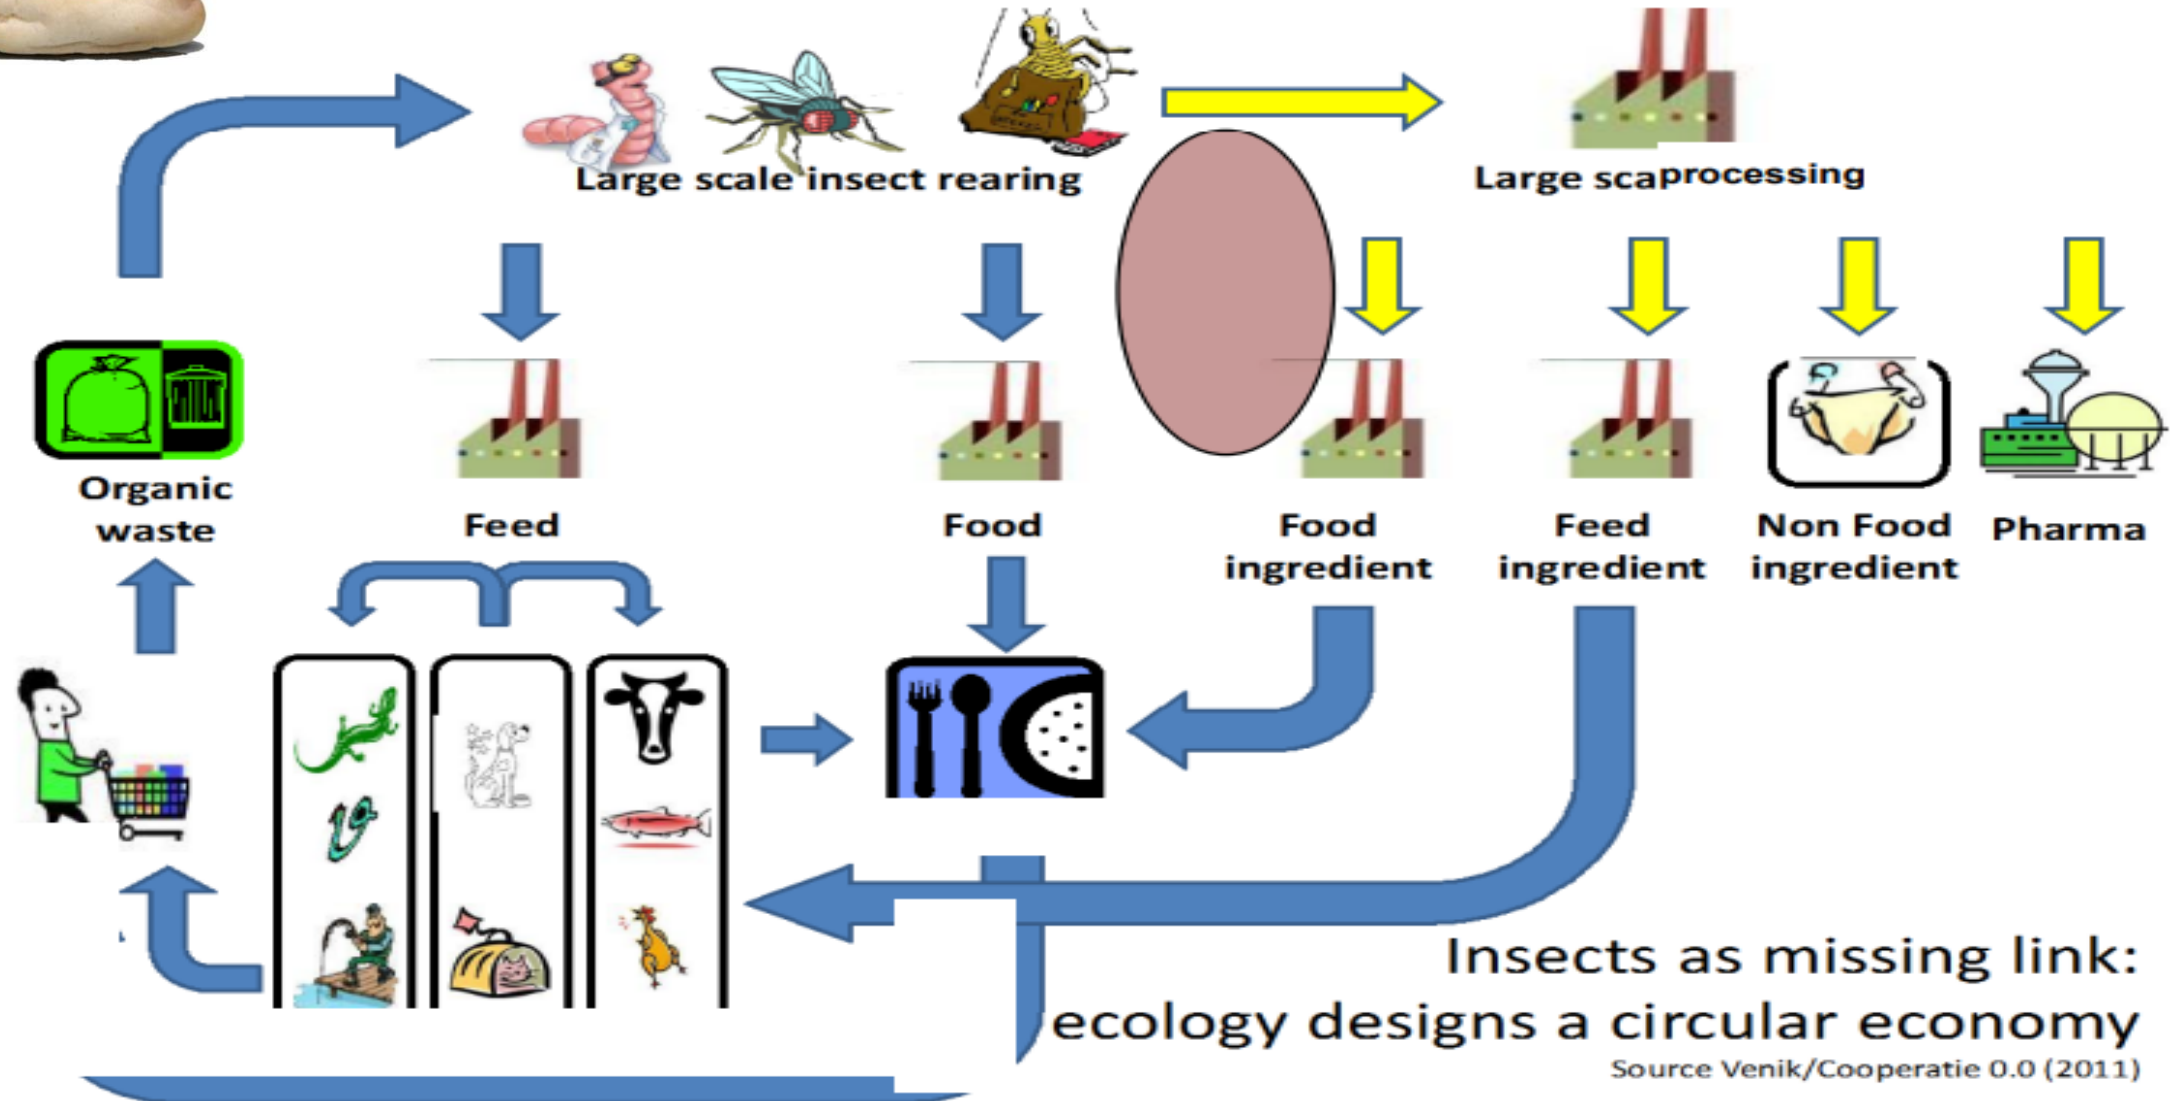 Large scale insect rearing
Large scaprocessing
Organic
waste
Feed
Food
Food
ingredient
Feed
ingredient
Non Food
ingredient
Pharma
Insects as missing link:
ecology designs a circular economy
Source Venik/Cooperatie 0.0 (2011)